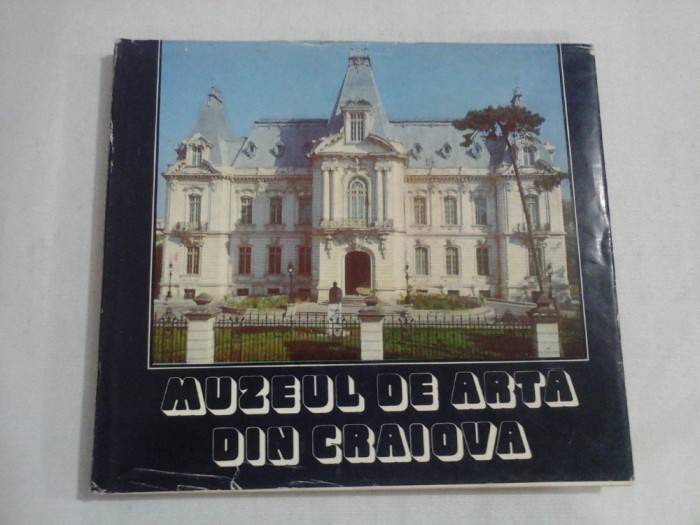 MUZEUL DE ARTA
DIN CRAIOVA